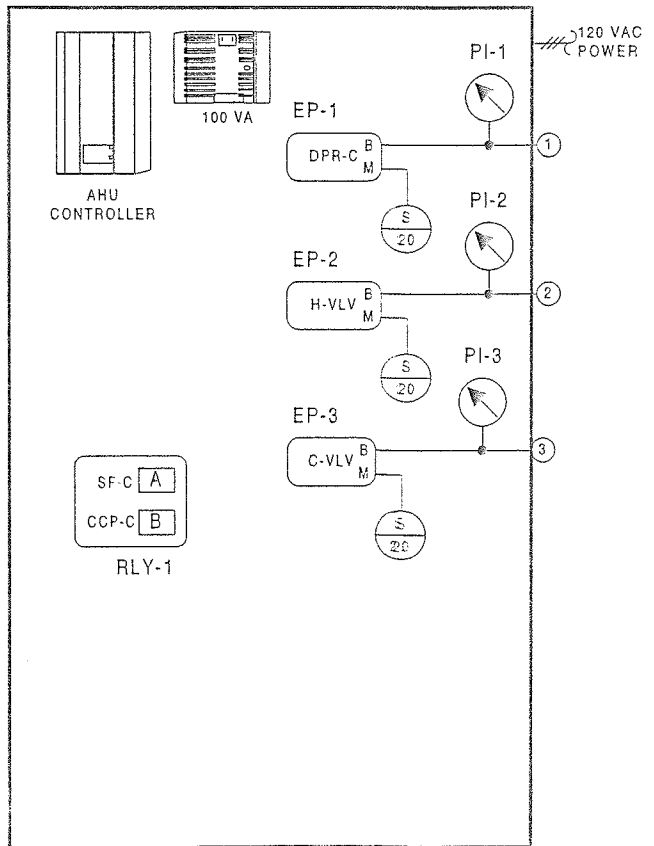 120 VAC
POWER
PI-1
100 VA
EP-1
DPR-C
B
M
1
AHU
CONTROLLER
S
20
PI-2
EP-2
H-VLV
B
M
2
S
20
PI-3
EP-3
C-VLV
B
M
3
SF-C A
CCP-C B
RLY-1
S
20